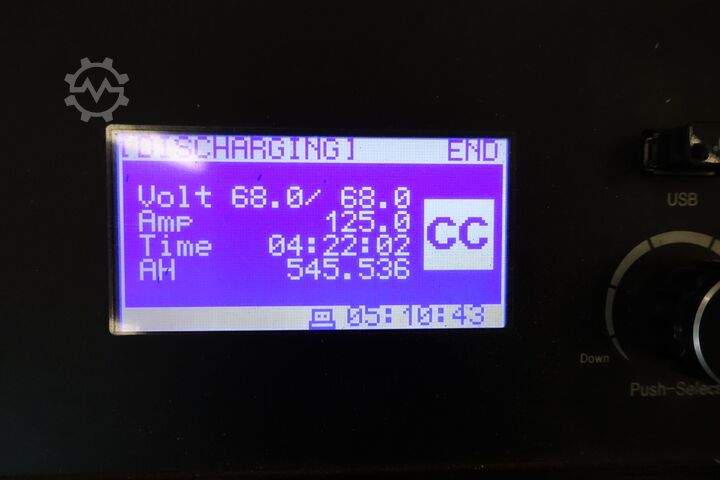 [DISCHARGING] END
Volt 68.0/ 68.0
Amp 125.0
Time 04:22:02
AH 545.536
CC
05:10:43
USB
Down
Push-Select